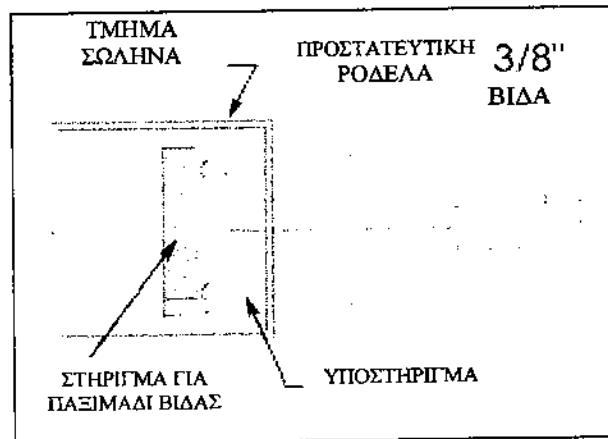 ΤΜΗΜΑ
ΣΩΛΗΝΑ
ΠΡΟΣΤΑΤΕΥΤΙΚΗ
ΡΟΔΕΛΑ
3/8"
ΒΙΔΑ
ΣΤΗΡΙΓΜΑ ΓΙΑ
ΠΑΞΙΜΑΔΙ ΒΙΔΑΣ
ΥΠΟΣΤΗΡΙΓΜΑ